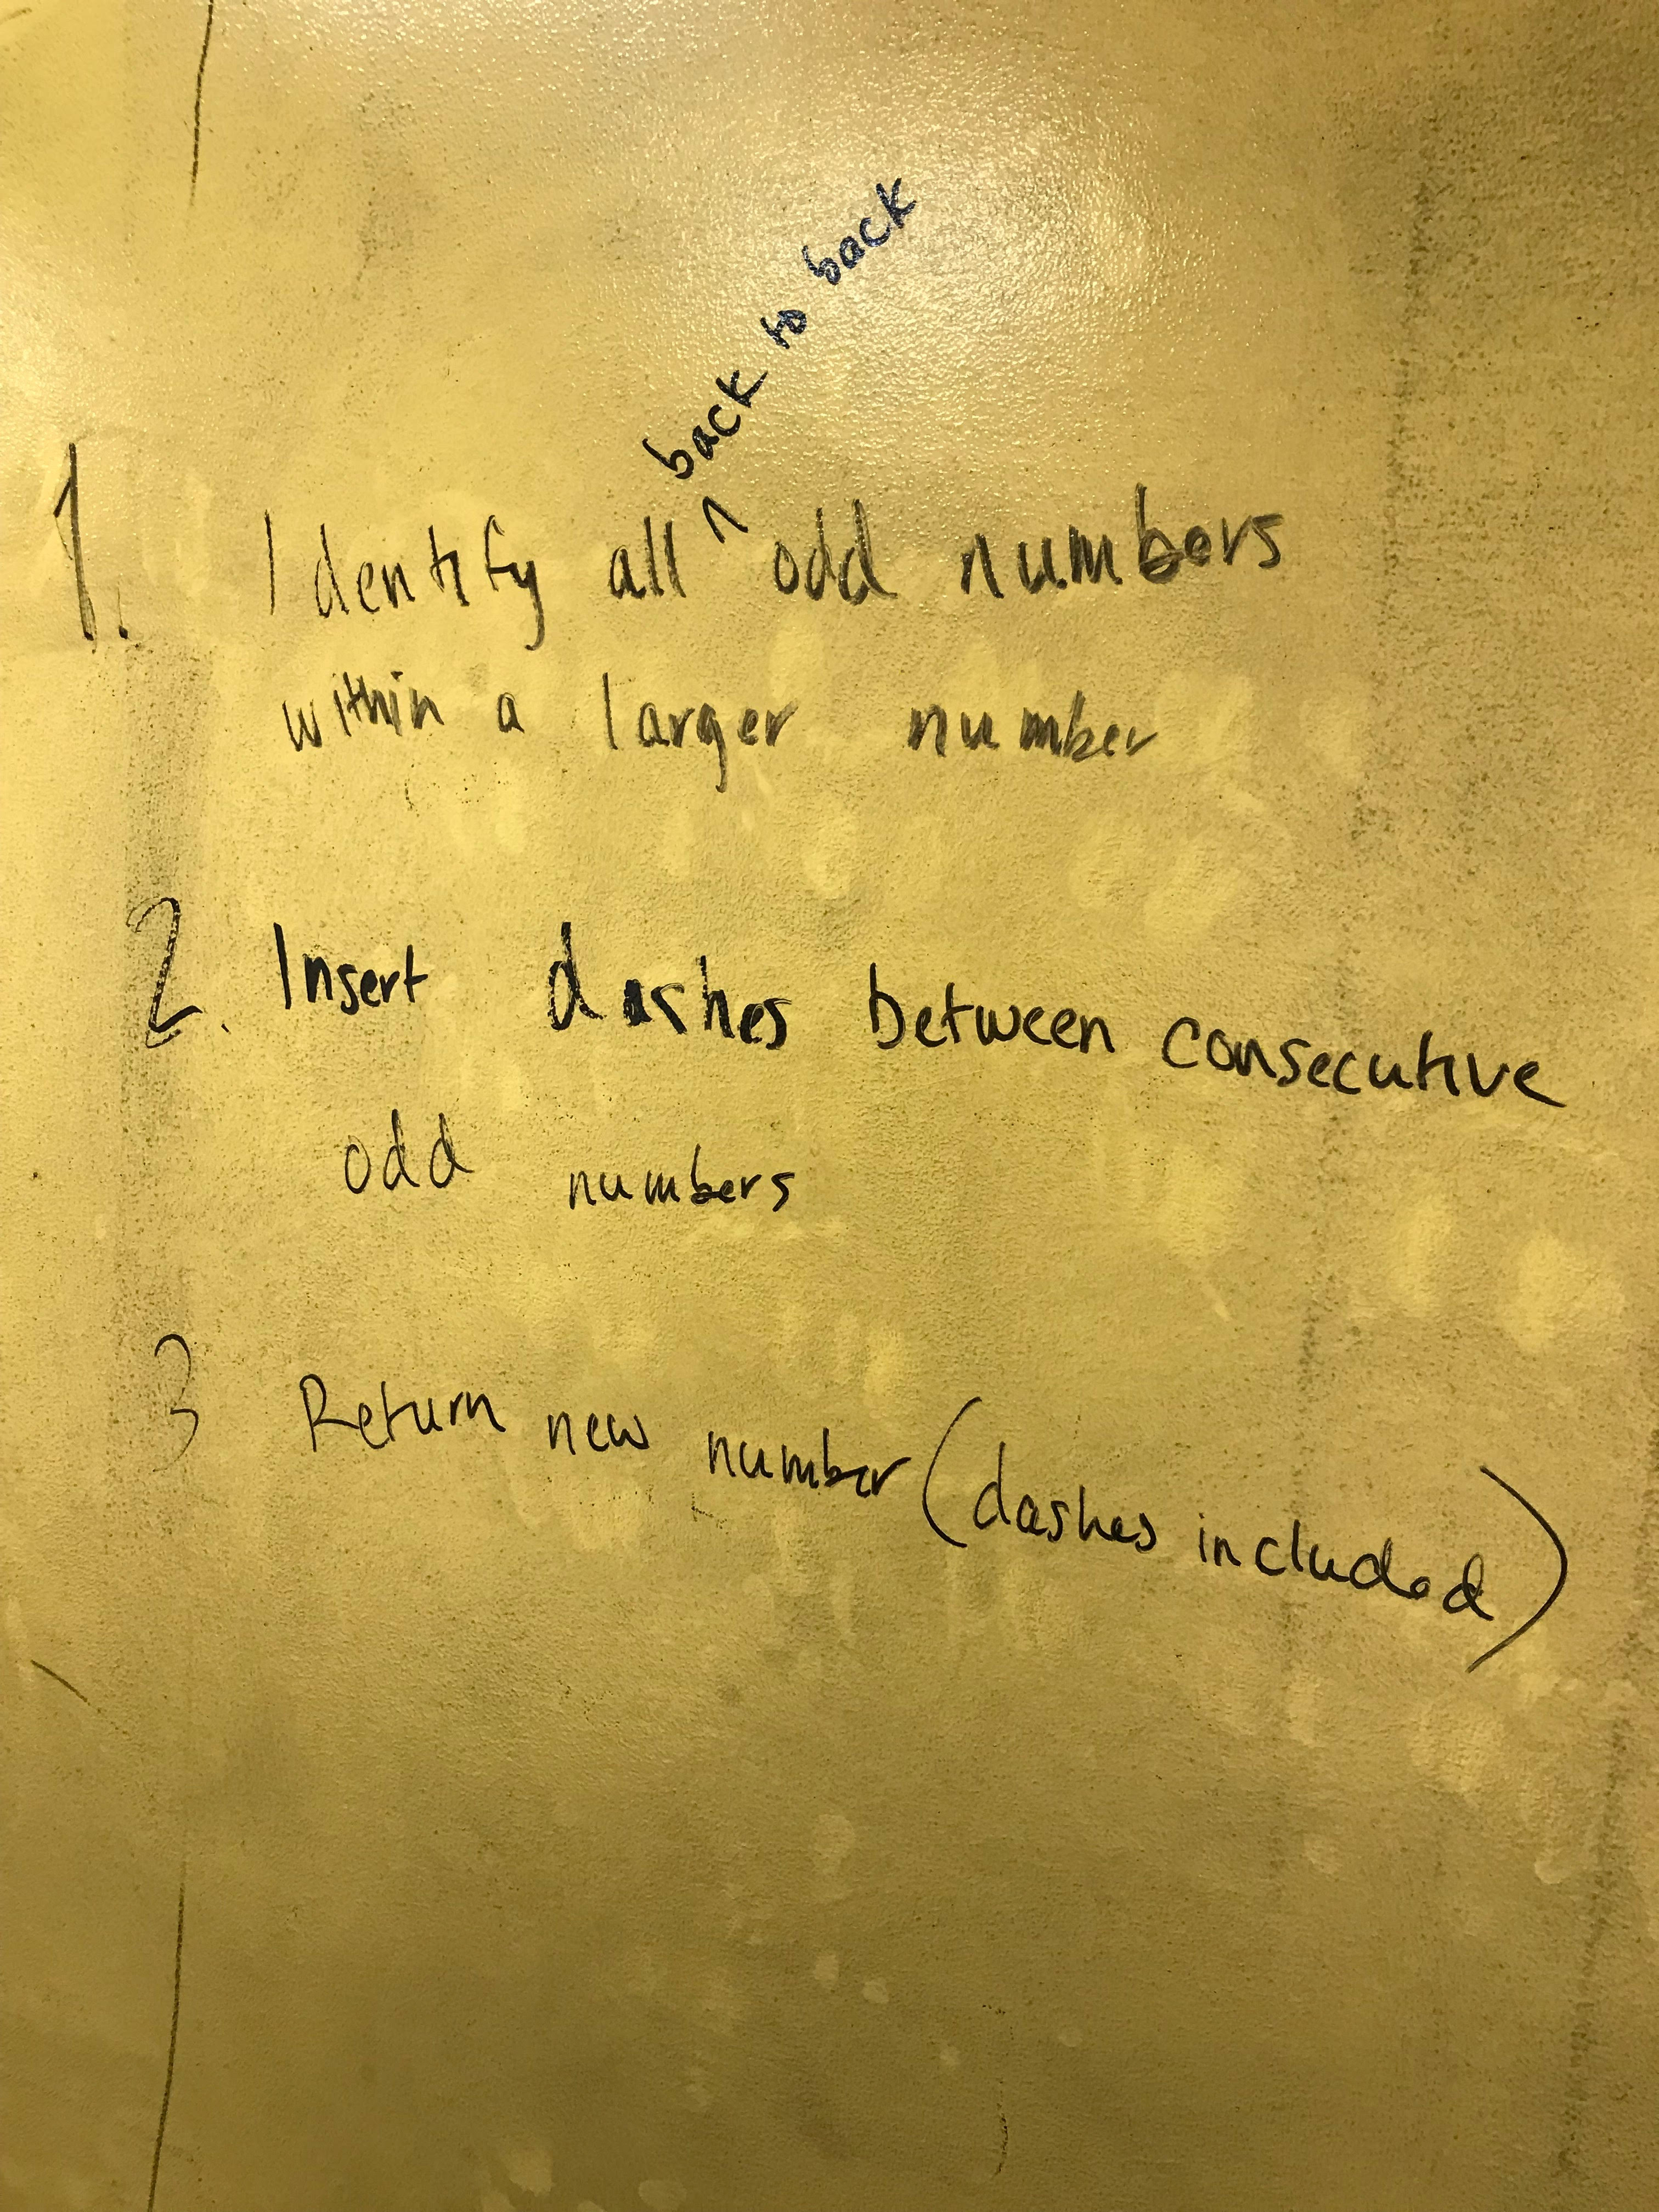 1. Identify all ^ back to back odd numbers
within a larger number
2. Insert dashes between consecutive
odd numbers
3 Return new number (dashes included)